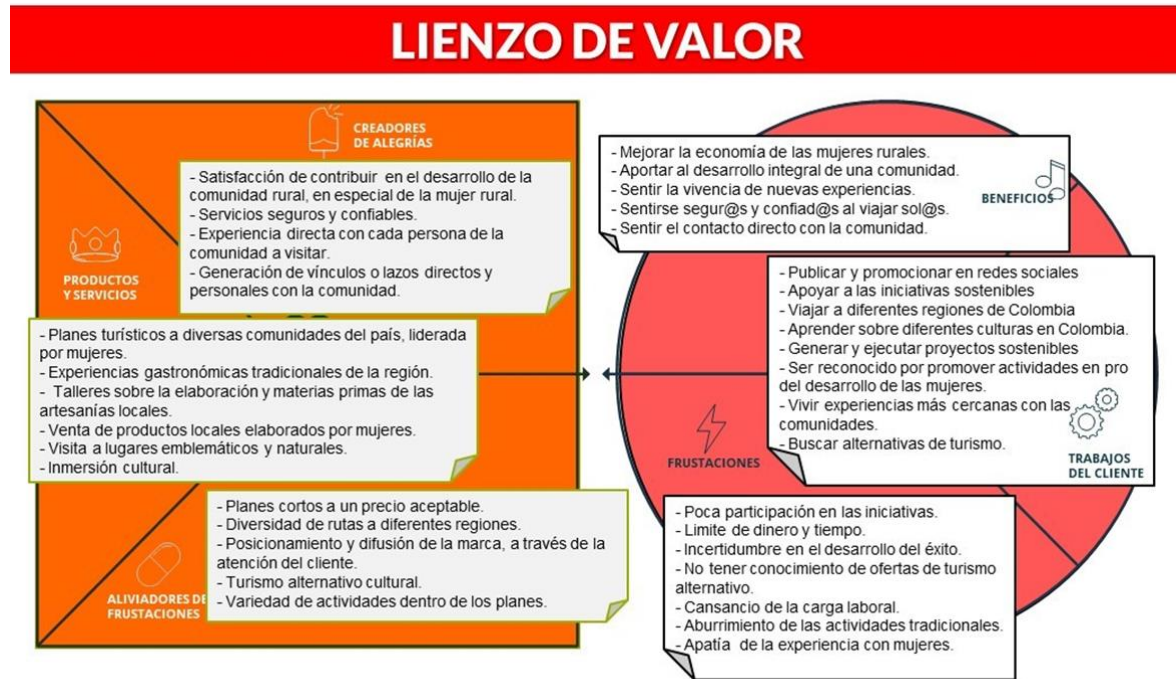 LIENZO DE VALOR
CREADORES
DE ALEGRÍAS
- Satisfacción de contribuir en el desarrollo de la
comunidad rural, en especial de la mujer rural.
- Servicios seguros y confiables.
- Experiencia directa con cada persona de la
comunidad a visitar.
- Generación de vínculos o lazos directos y
personales con la comunidad.
PRODUCTOS
Y SERVICIOS
- Planes turísticos a diversas comunidades del país, liderada
por mujeres.
- Experiencias gastronómicas tradicionales de la región.
- Talleres sobre la elaboración y materias primas de las
artesanías locales.
- Venta de productos locales elaborados por mujeres.
- Visita a lugares emblemáticos y naturales.
- Inmersión cultural.
- Planes cortos a un precio aceptable.
- Diversidad de rutas a diferentes regiones.
- Posicionamiento y difusión de la marca, a través de la
atención del cliente.
- Turismo alternativo cultural.
- Variedad de actividades dentro de los planes.
ALIVIADORES DE
FRUSTACIONES
- Mejorar la economía de las mujeres rurales.
- Aportar al desarrollo integral de una comunidad.
- Sentir la vivencia de nuevas experiencias.
- Sentirse segur@s y confiad@s al viajar sol@s.
- Sentir el contacto directo con la comunidad.
BENEFICIOS
- Publicar y promocionar en redes sociales
- Apoyar a las iniciativas sostenibles
- Viajar a diferentes regiones de Colombia
- Aprender sobre diferentes culturas en Colombia.
- Generar y ejecutar proyectos sostenibles
- Ser reconocido por promover actividades en pro
del desarrollo de las mujeres.
- Vivir experiencias más cercanas con las
comunidades.
- Buscar alternativas de turismo.
TRABAJOS
DEL CLIENTE
FRUSTACIONES
- Poca participación en las iniciativas.
- Limite de dinero y tiempo.
- Incertidumbre en el desarrollo del éxito.
- No tener conocimiento de ofertas de turismo
alternativo.
- Cansancio de la carga laboral.
- Aburrimiento de las actividades tradicionales.
- Apatía de la experiencia con mujeres.